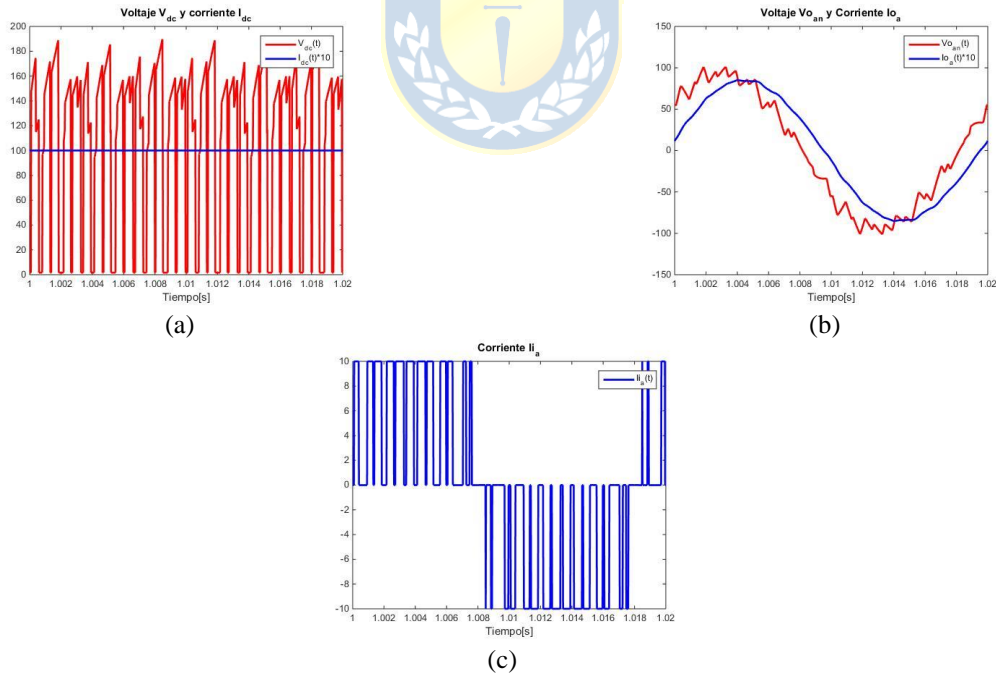 Voltaje V_dc y corriente I_dc
200
180
160
140
120
100
80
60
40
20
0
V_dc(t)
I_dc(t)*10
1 1.002 1.004 1.006 1.008 1.01 1.012 1.014 1.016 1.018 1.02
Tiempo[s]
(a)
Voltaje Vo_an y Corriente Io_a
150
100
50
0
-50
-100
-150
Vo_an(t)
Io_a(t)*10
1 1.002 1.004 1.006 1.008 1.01 1.012 1.014 1.016 1.018 1.02
Tiempo[s]
(b)
Corriente Ii_a
10
8
6
4
2
0
-2
-4
-6
-8
-10
Ii_a(t)
1 1.002 1.004 1.006 1.008 1.01 1.012 1.014 1.016 1.018 1.02
Tiempo[s]
(c)